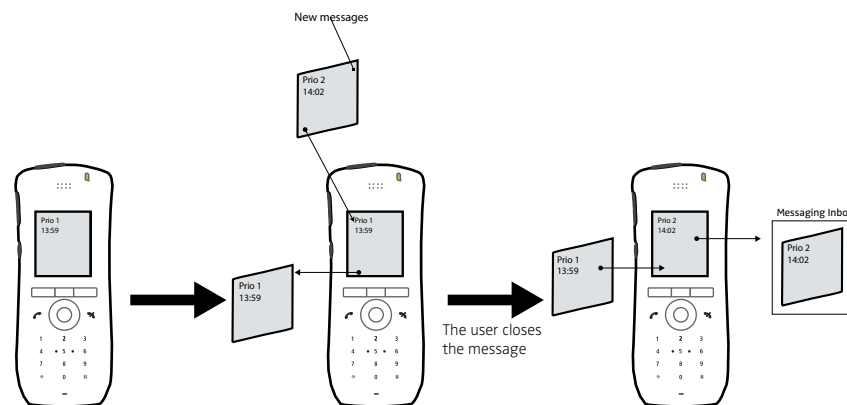 New messages
Prio 2
14:02
Prio 1
13:59
1 2 3
4 5 6
7 8 9
0
Prio 1
13:59
1 2 3
4 5 6
7 8 9
0
Prio 1
13:59
The user closes
the message
Prio 1
13:59
Prio 2
14:02
1 2 3
4 5 6
7 8 9
0
Messaging Inbo
Prio 2
14:02